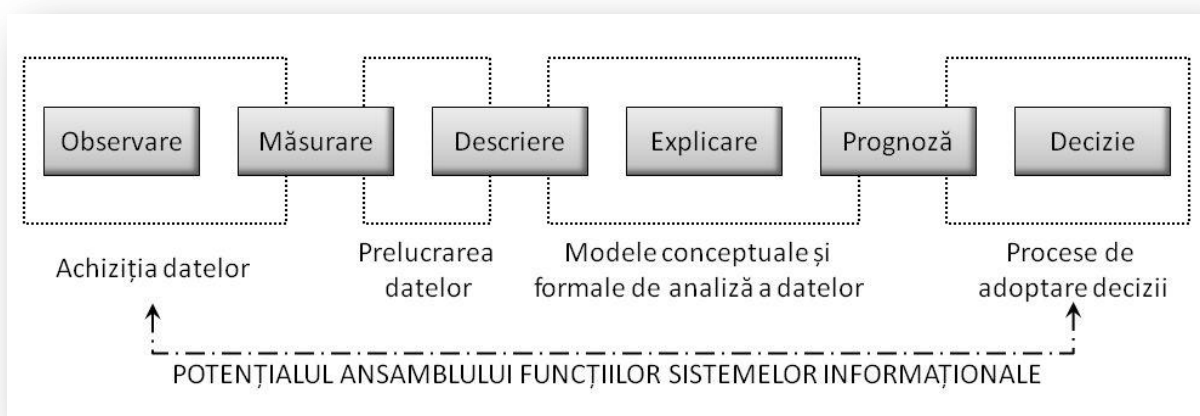 Observare
Măsurare
Descriere
Explicare
Prognoză
Decizie
Achiziția datelor
Prelucrarea
datelor
Modele conceptuale și
formale de analiză a datelor
Procese de
adoptare decizii
POTENȚIALUL ANSAMBLULUI FUNCȚIILOR SISTEMELOR INFORMAȚIONALE